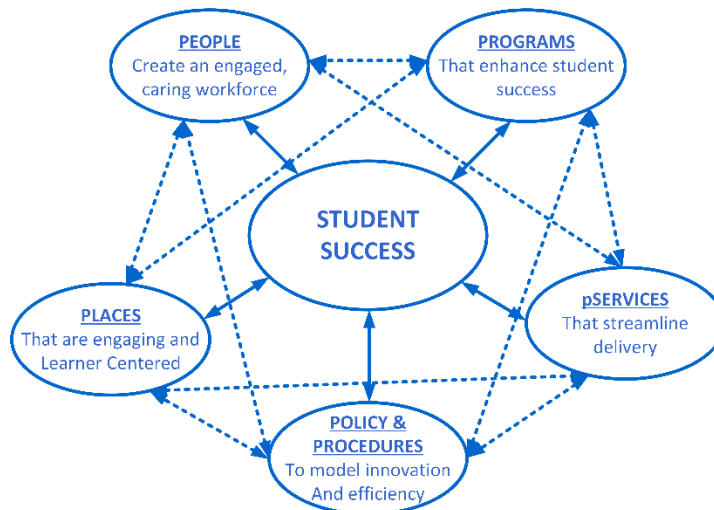 PEOPLE
Create an engaged,
caring workforce
PROGRAMS
That enhance student
success
STUDENT
SUCCESS
PLACES
That are engaging and
Learner Centered
pSERVICES
That streamline
delivery
POLICY &
PROCEDURES
To model innovation
And efficiency